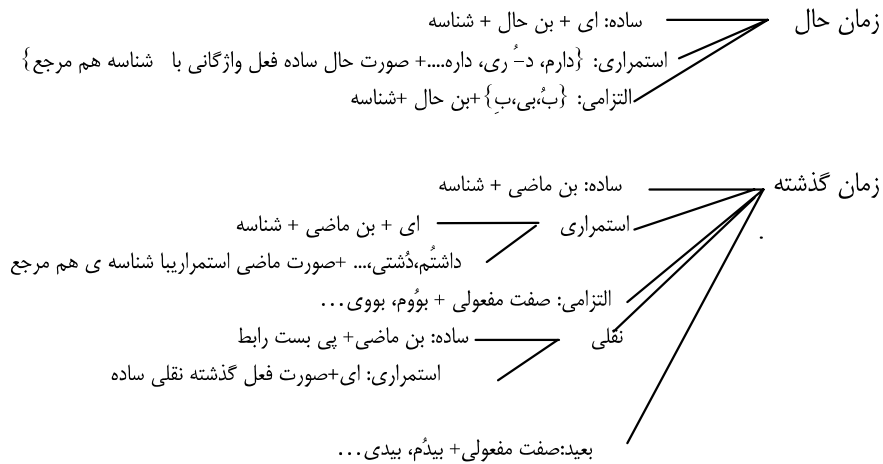 زمان حال ساده: ای + بن حال + شناسه
استمراری: {دارم، دـُ ری، داره....+ صورت حال ساده فعل واژگانی با شناسه هم مرجع}
التزامی: {بُ،بی،بِ}+بن حال +شناسه
زمان گذشته ساده: بن ماضی + شناسه
استمراری ای + بن ماضی + شناسه
داشتُم،دُشتی،... +صورت ماضی استمراریبا شناسه ی هم مرجع
التزامی: صفت مفعولی + بوُوم، بووی...
نقلی ساده: بن ماضی+ پی بست رابط
استمراری: ای+صورت فعل گذشته نقلی ساده
بعید:صفت مفعولی+ بیدُم، بیدی...